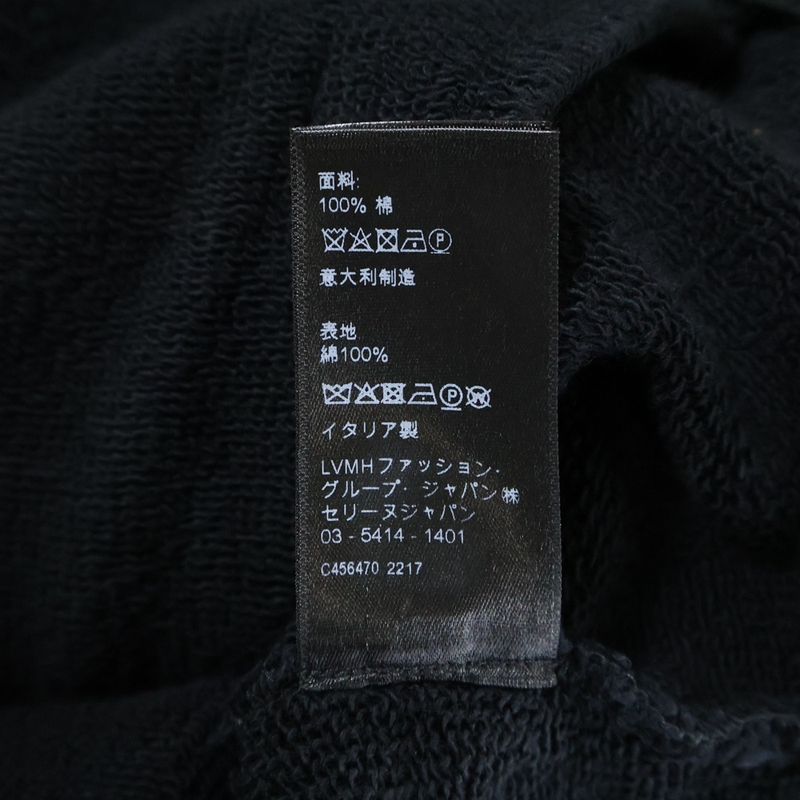 面料:
100% 棉
P
意大利制造
表地
綿100%
P W
イタリア製
LVMHファッション・
グループ・ジャパン㈱
セリーヌジャパン
03 - 5414 - 1401
C456470 2217